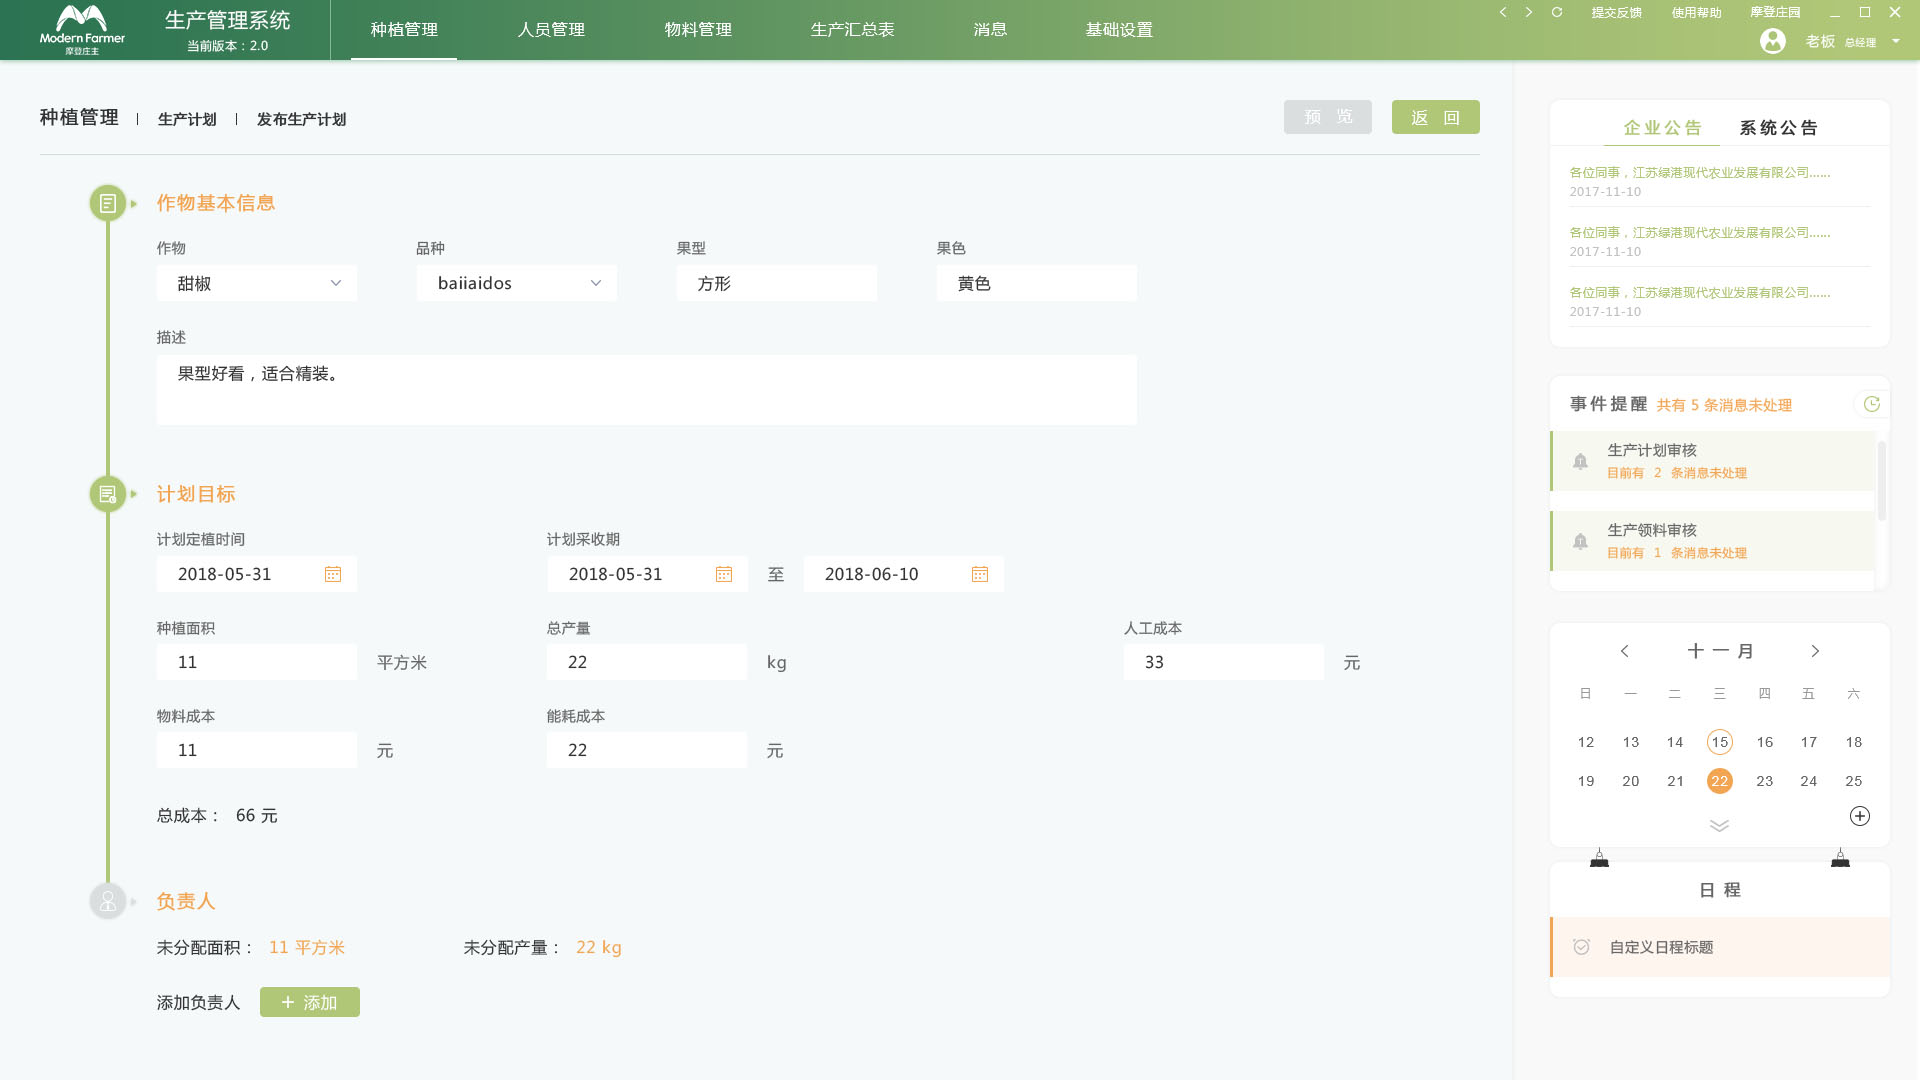 Modern Farmer
摩登庄主
生产管理系统
当前版本：2.0
种植管理 人员管理 物料管理 生产汇总表 消息 基础设置
提交反馈 使用帮助 摩登庄园
老板 总经理
种植管理 | 生产计划 | 发布生产计划
预 览 返 回
作物基本信息
作物 品种 果型 果色
甜椒 baiiaidos 方形 黄色
描述
果型好看，适合精装。
计划目标
计划定植时间 计划采收期
2018-05-31 2018-05-31 至 2018-06-10
种植面积 总产量 人工成本
11 平方米 22 kg 33 元
物料成本 能耗成本
11 元 22 元
总成本： 66 元
负责人
未分配面积： 11 平方米 未分配产量： 22 kg
添加负责人 + 添加
企业公告 系统公告
各位同事，江苏绿港现代农业发展有限公司......
2017-11-10
各位同事，江苏绿港现代农业发展有限公司......
2017-11-10
各位同事，江苏绿港现代农业发展有限公司......
2017-11-10
事件提醒 共有 5 条消息未处理
生产计划审核
目前有 2 条消息未处理
生产领料审核
目前有 1 条消息未处理
十一月
日 一 二 三 四 五 六
12 13 14 15 16 17 18
19 20 21 22 23 24 25
日 程
自定义日程标题